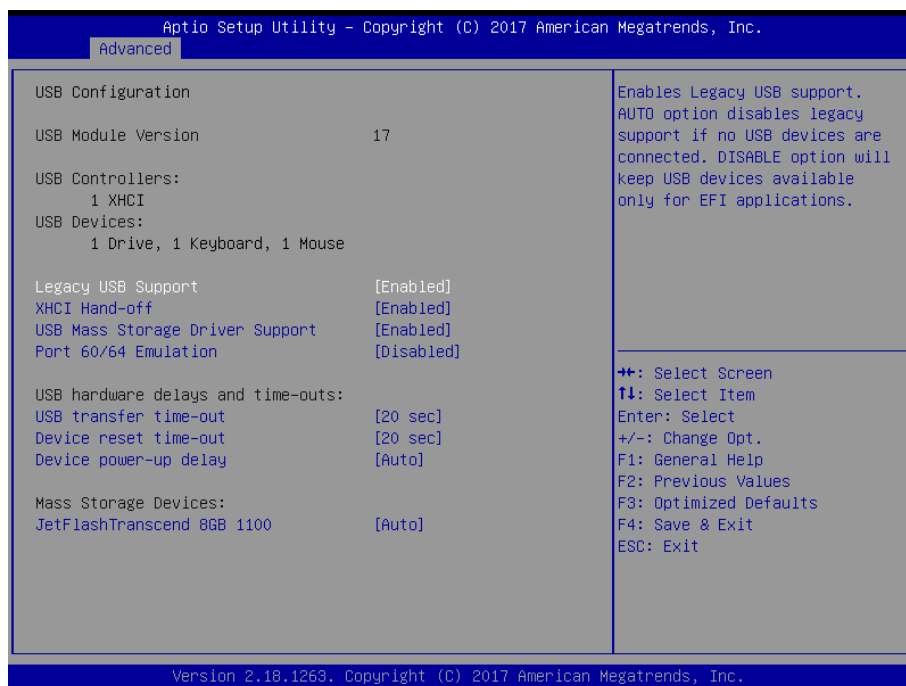 Aptio Setup Utility – Copyright (C) 2017 American Megatrends, Inc.
Advanced
USB Configuration
USB Module Version 17
USB Controllers:
1 XHCI
USB Devices:
1 Drive, 1 Keyboard, 1 Mouse
Legacy USB Support [Enabled]
XHCI Hand-off [Enabled]
USB Mass Storage Driver Support [Enabled]
Port 60/64 Emulation [Disabled]
USB hardware delays and time-outs:
USB transfer time-out [20 sec]
Device reset time-out [20 sec]
Device power-up delay [Auto]
Mass Storage Devices:
JetFlashTranscend 8GB 1100 [Auto]
Enables Legacy USB support.
AUTO option disables legacy
support if no USB devices are
connected. DISABLE option will
keep USB devices available
only for EFI applications.
→←: Select Screen
↑↓: Select Item
Enter: Select
+/-: Change Opt.
F1: General Help
F2: Previous Values
F3: Optimized Defaults
F4: Save & Exit
ESC: Exit
Version 2.18.1263. Copyright (C) 2017 American Megatrends, Inc.